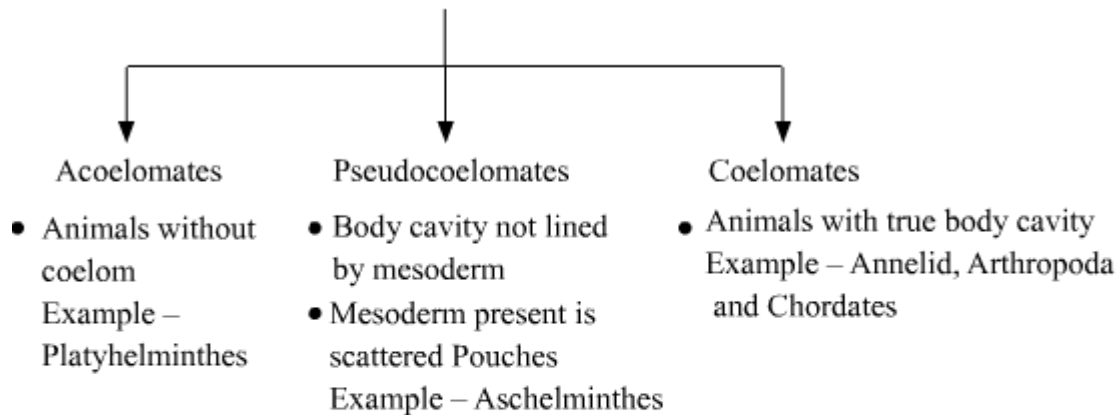 Acoelomates
• Animals without
coelom
Example –
Platyhelminthes
Pseudocoelomates
• Body cavity not lined
by mesoderm
• Mesoderm present is
scattered Pouches
Example – Aschelminthes
Coelomates
• Animals with true body cavity
Example – Annelid, Arthropoda
and Chordates